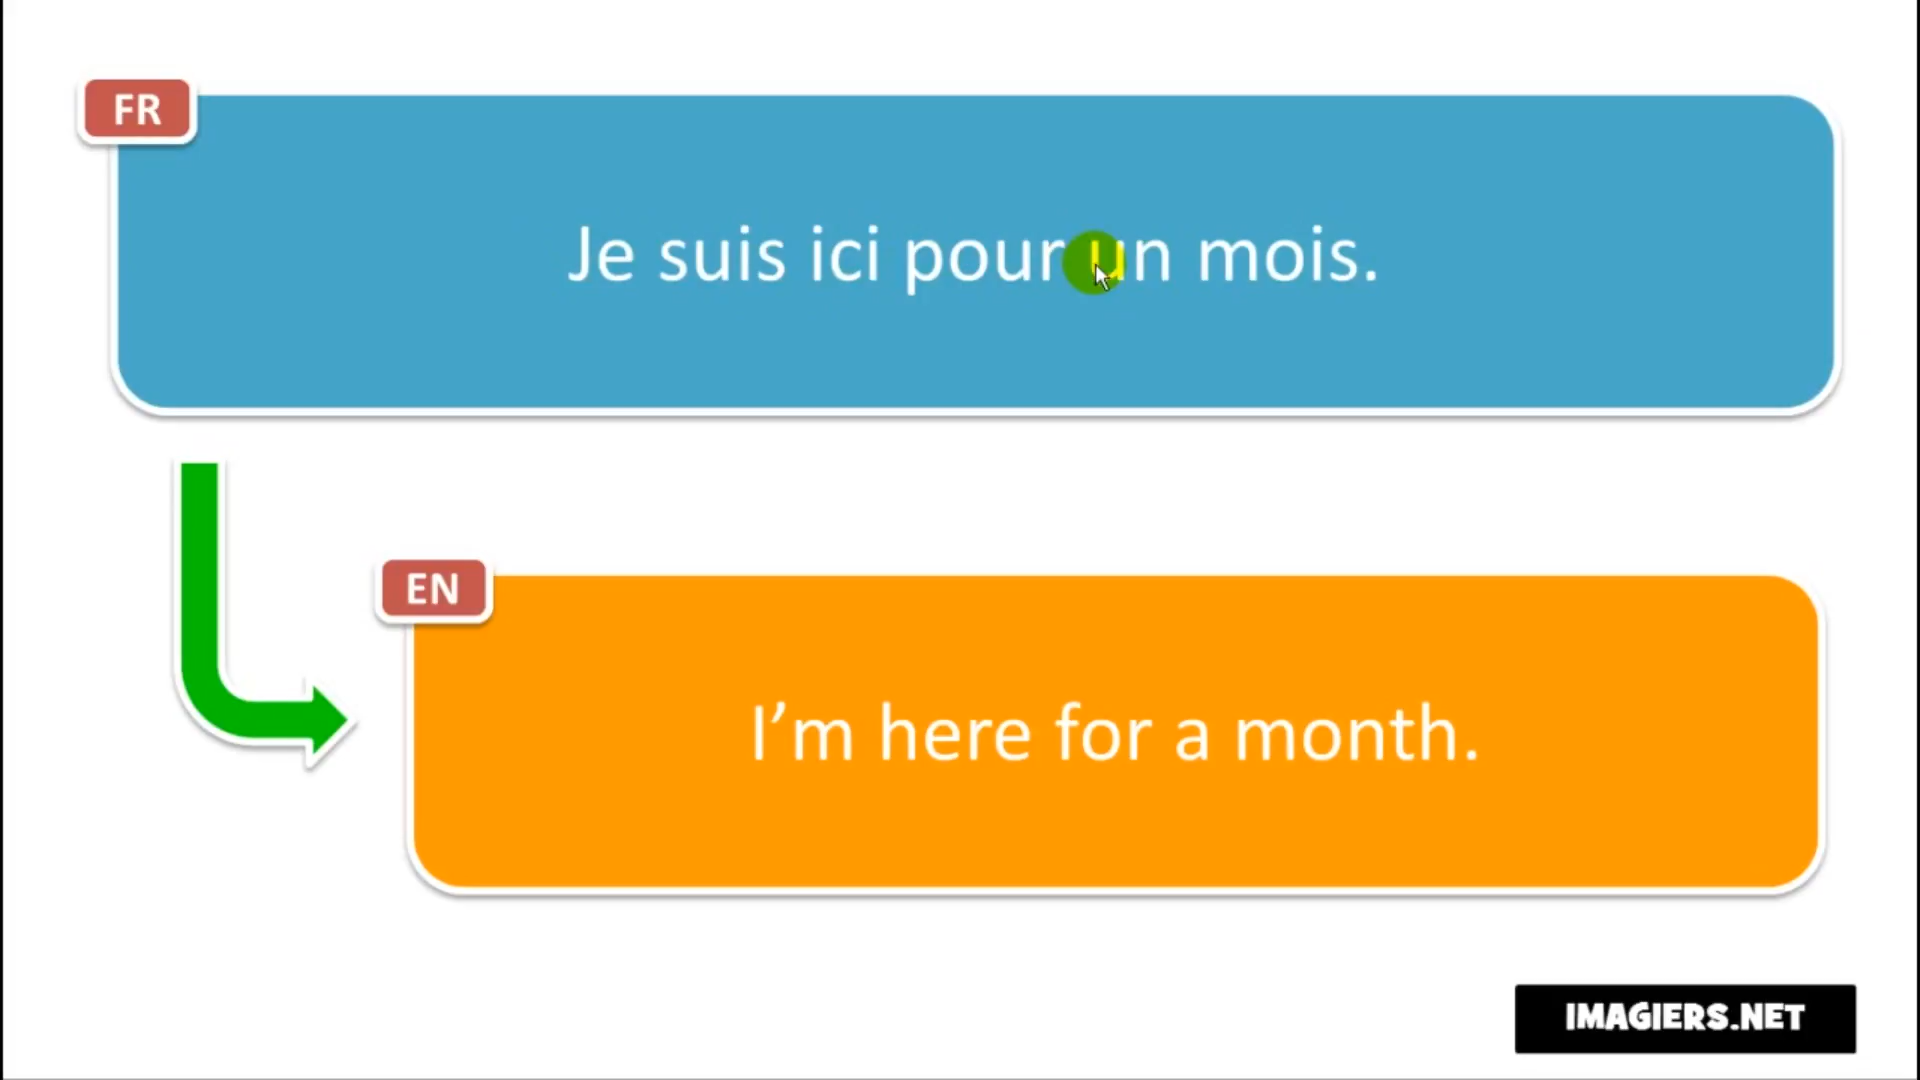 FR
Je suis ici pour un mois.
EN
I’m here for a month.
IMAGIERS.NET